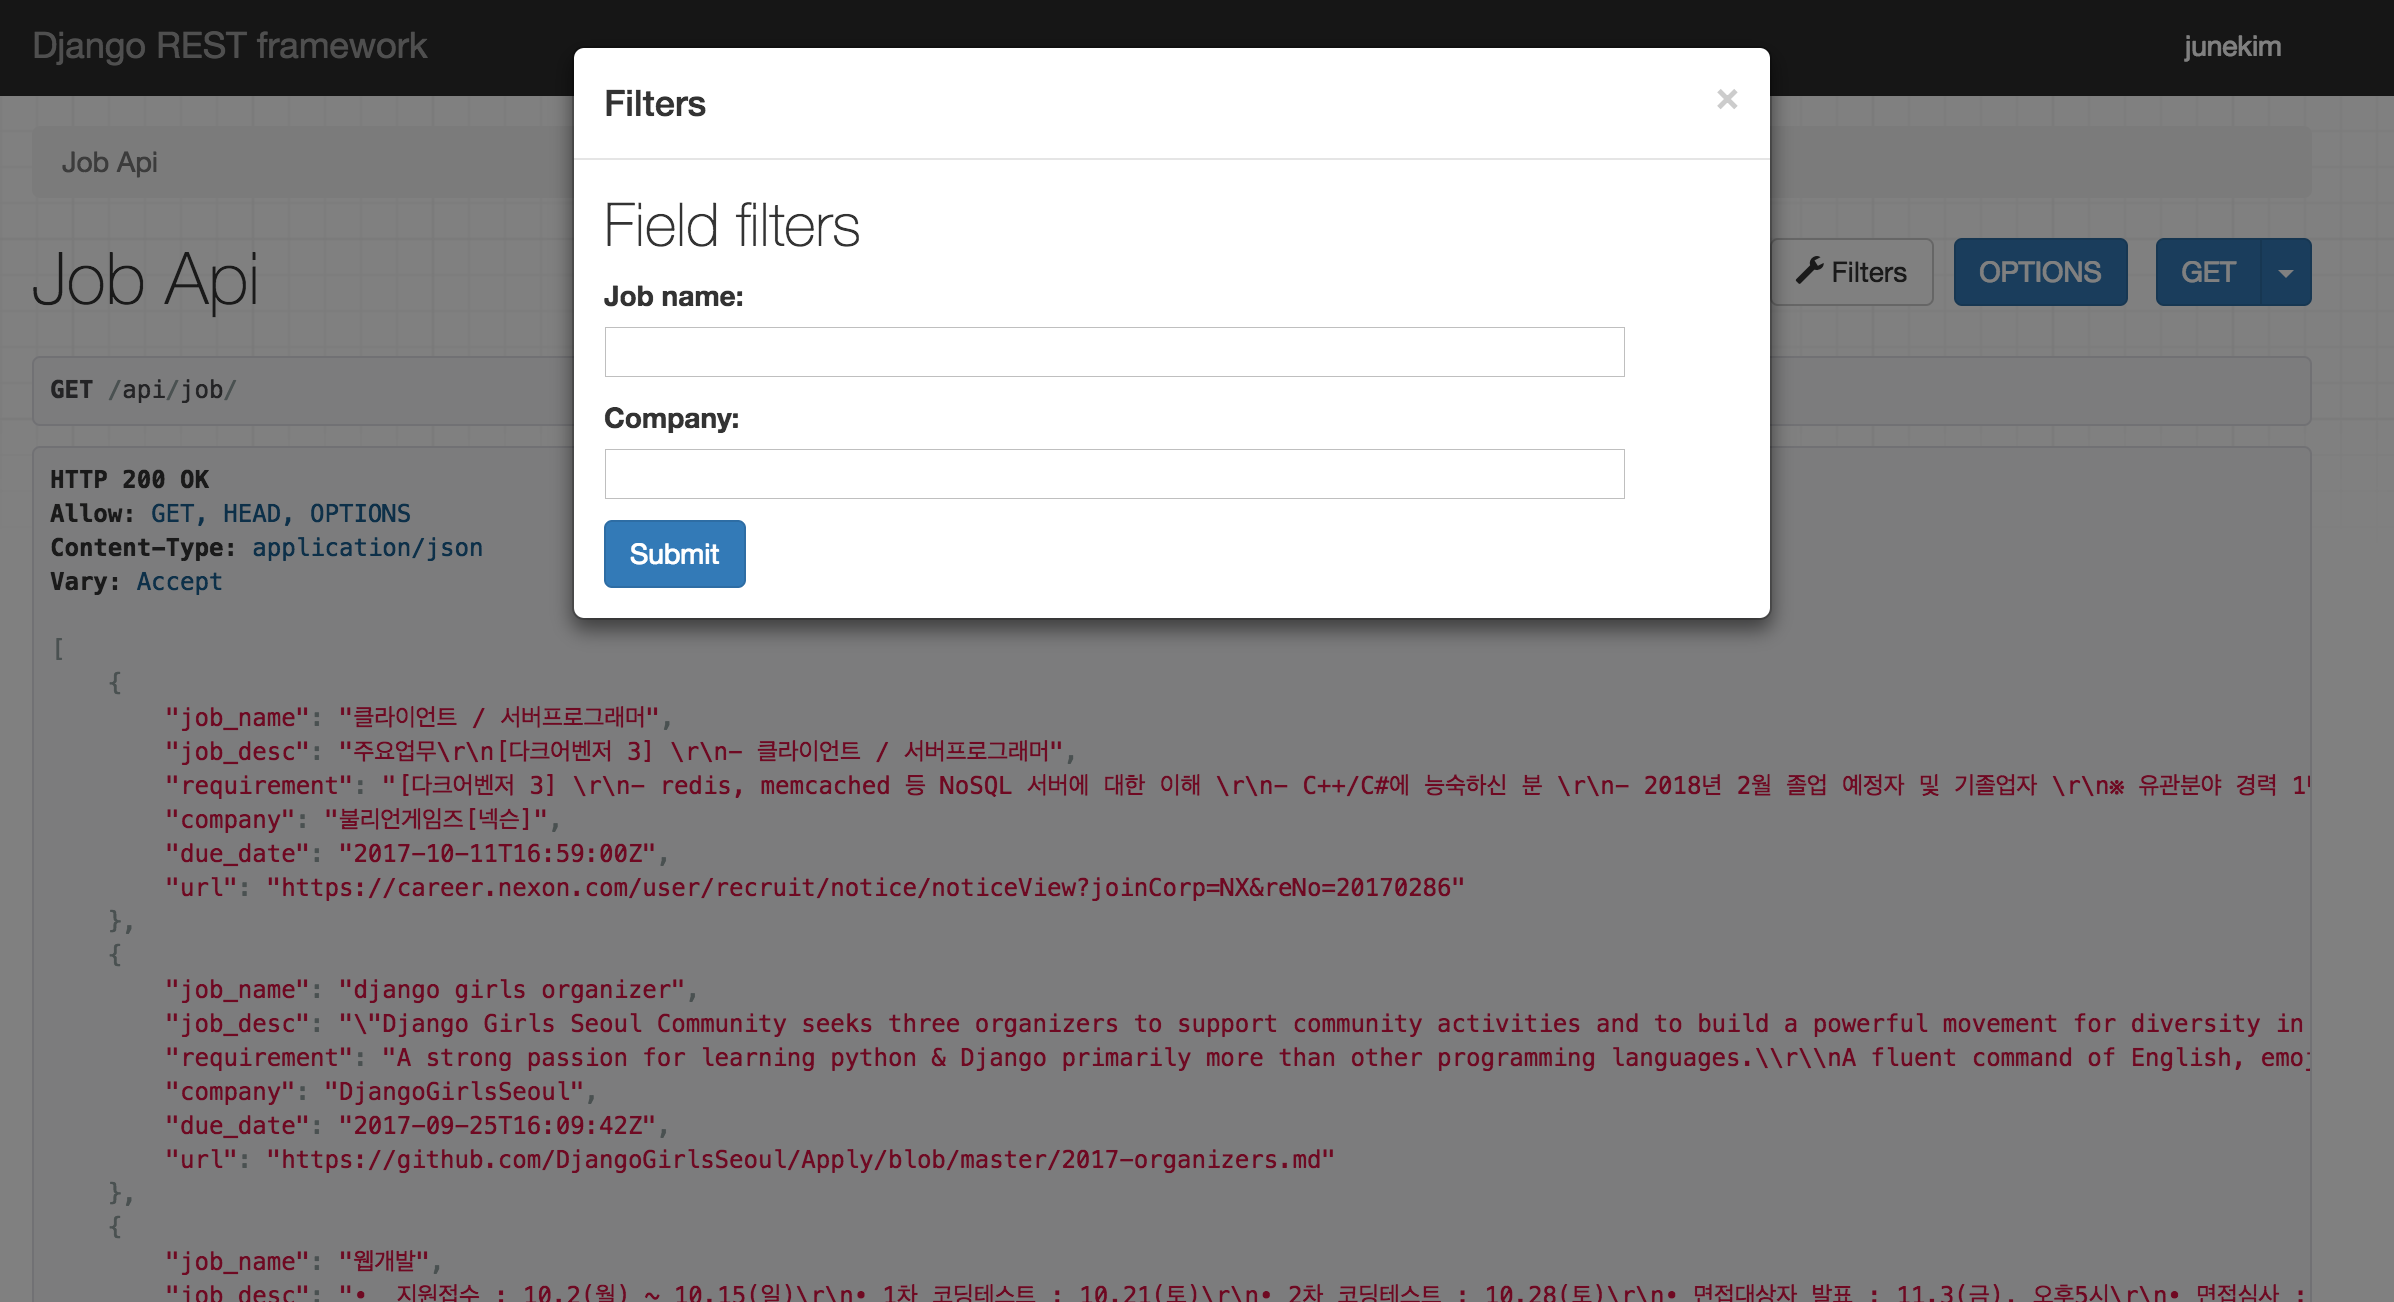 Django REST framework
junekim
Filters
×
Job Api
Field filters
Job Api
Filters
OPTIONS
GET
Job name:
GET /api/job/
Company:
HTTP 200 OK
Allow: GET, HEAD, OPTIONS
Content-Type: application/json
Vary: Accept
Submit
[
{
"job_name": "클라이언트 / 서버프로그래머",
"job_desc": "주요업무\r\n[다크어벤저 3] \r\n- 클라이언트 / 서버프로그래머",
"requirement": "[다크어벤저 3] \r\n- redis, memcached 등 NoSQL 서버에 대한 이해 \r\n- C++/C#에 능숙하신 분 \r\n- 2018년 2월 졸업 예정자 및 기졸업자 \r\n※ 유관분야 경력 1
"company": "불리언게임즈[넥슨]",
"due_date": "2017-10-11T16:59:00Z",
"url": "https://career.nexon.com/user/recruit/notice/noticeView?joinCorp=NX&reNo=20170286"
},
{
"job_name": "django girls organizer",
"job_desc": "\"Django Girls Seoul Community seeks three organizers to support community activities and to build a powerful movement for diversity in
"requirement": "A strong passion for learning python & Django primarily more than other programming languages.\\r\\nA fluent command of English, emoj
"company": "DjangoGirlsSeoul",
"due_date": "2017-09-25T16:09:42Z",
"url": "https://github.com/DjangoGirlsSeoul/Apply/blob/master/2017-organizers.md"
},
{
"job_name": "웹개발",
"job_desc": "• 지원접수 : 10.2(월) ~ 10.15(일)\r\n• 1차 코딩테스트 : 10.21(토)\r\n• 2차 코딩테스트 : 10.28(토)\r\n• 면접대상자 발표 : 11.3(금), 오후5시\r\n• 면접심사 :